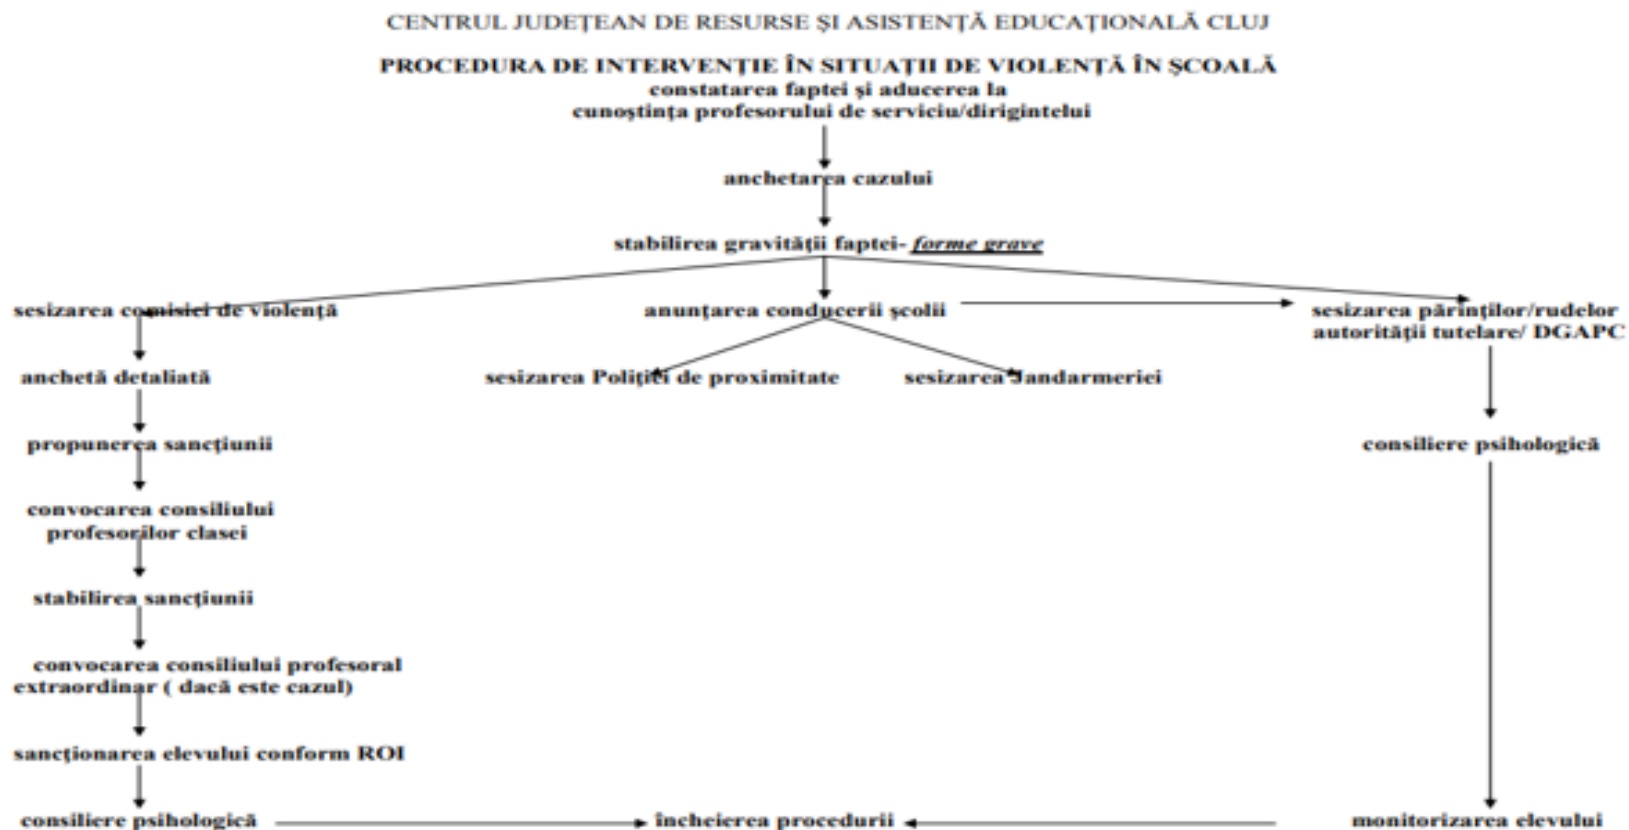 CENTRUL JUDEȚEAN DE RESURSE ȘI ASISTENȚĂ EDUCAȚIONALĂ CLUJ
PROCEDURA DE INTERVENȚIE ÎN SITUAȚII DE VIOLENȚĂ ÎN ȘCOALĂ
constatarea faptei și aducerea la
cunoștința profesorului de serviciu/dirigintelui
anchetarea cazului
stabilirea gravității faptei- forme grave
sesizarea comisiei de violență
anunțarea conducerii școlii
sesizarea părinților/rudelor
autorității tutelare/ DGAPC
anchetă detaliată
sesizarea Poliției de proximitate
sesizarea Jandarmeriei
propunerea sancțiunii
consiliere psihologică
convocarea consiliului
profesorilor clasei
stabilirea sancțiunii
convocarea consiliului profesoral
extraordinar ( dacă este cazul)
sancționarea elevului conform ROI
consiliere psihologică
încheierea procedurii
monitorizarea elevului